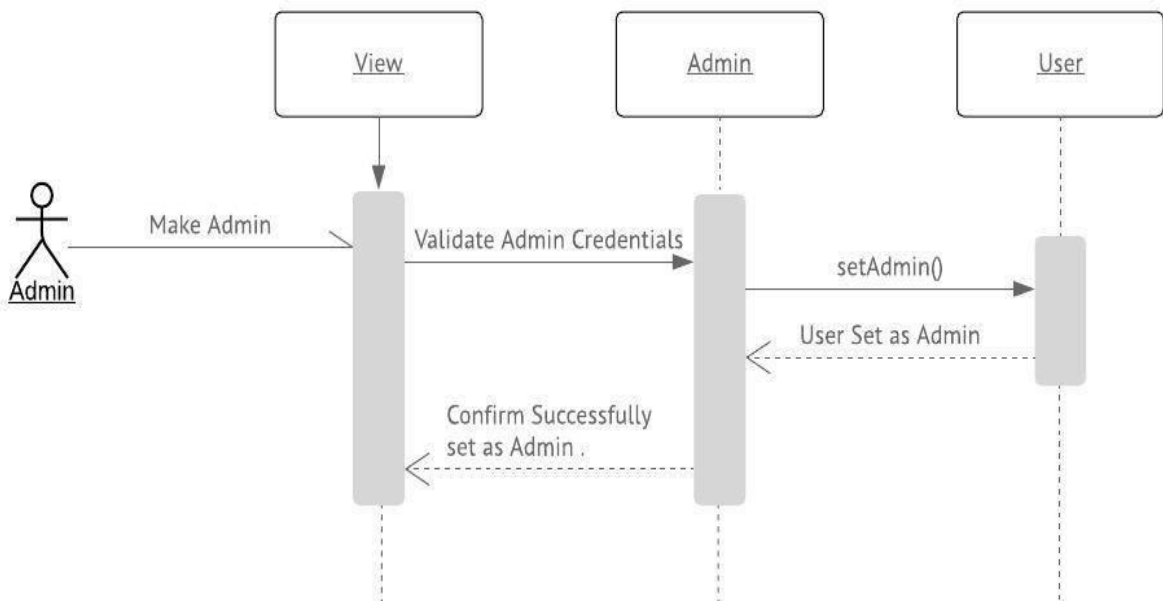 View
Admin
User
Make Admin
Validate Admin Credentials
setAdmin()
Admin
User Set as Admin
Confirm Successfully
set as Admin .